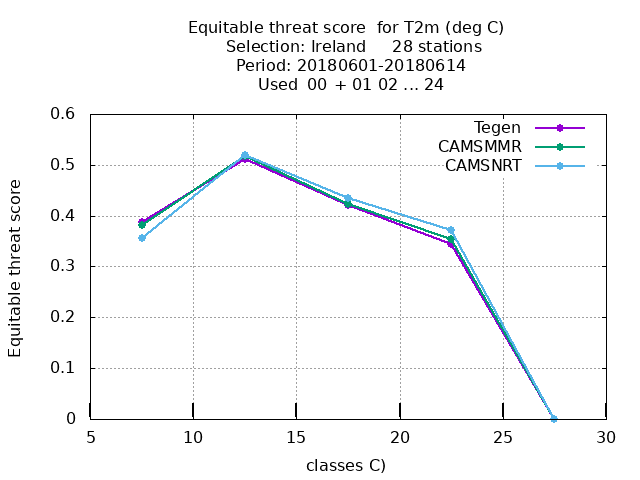 Equitable threat score  for T2m (deg C)
Selection: Ireland     28 stations
Period: 20180601-20180614
Used  00  + 01 02 ... 24
Tegen
CAMSMMR
CAMSNRT
Equitable threat score
0.6
0.5
0.4
0.3
0.2
0.1
0
5 10 15 20 25 30
classes C)